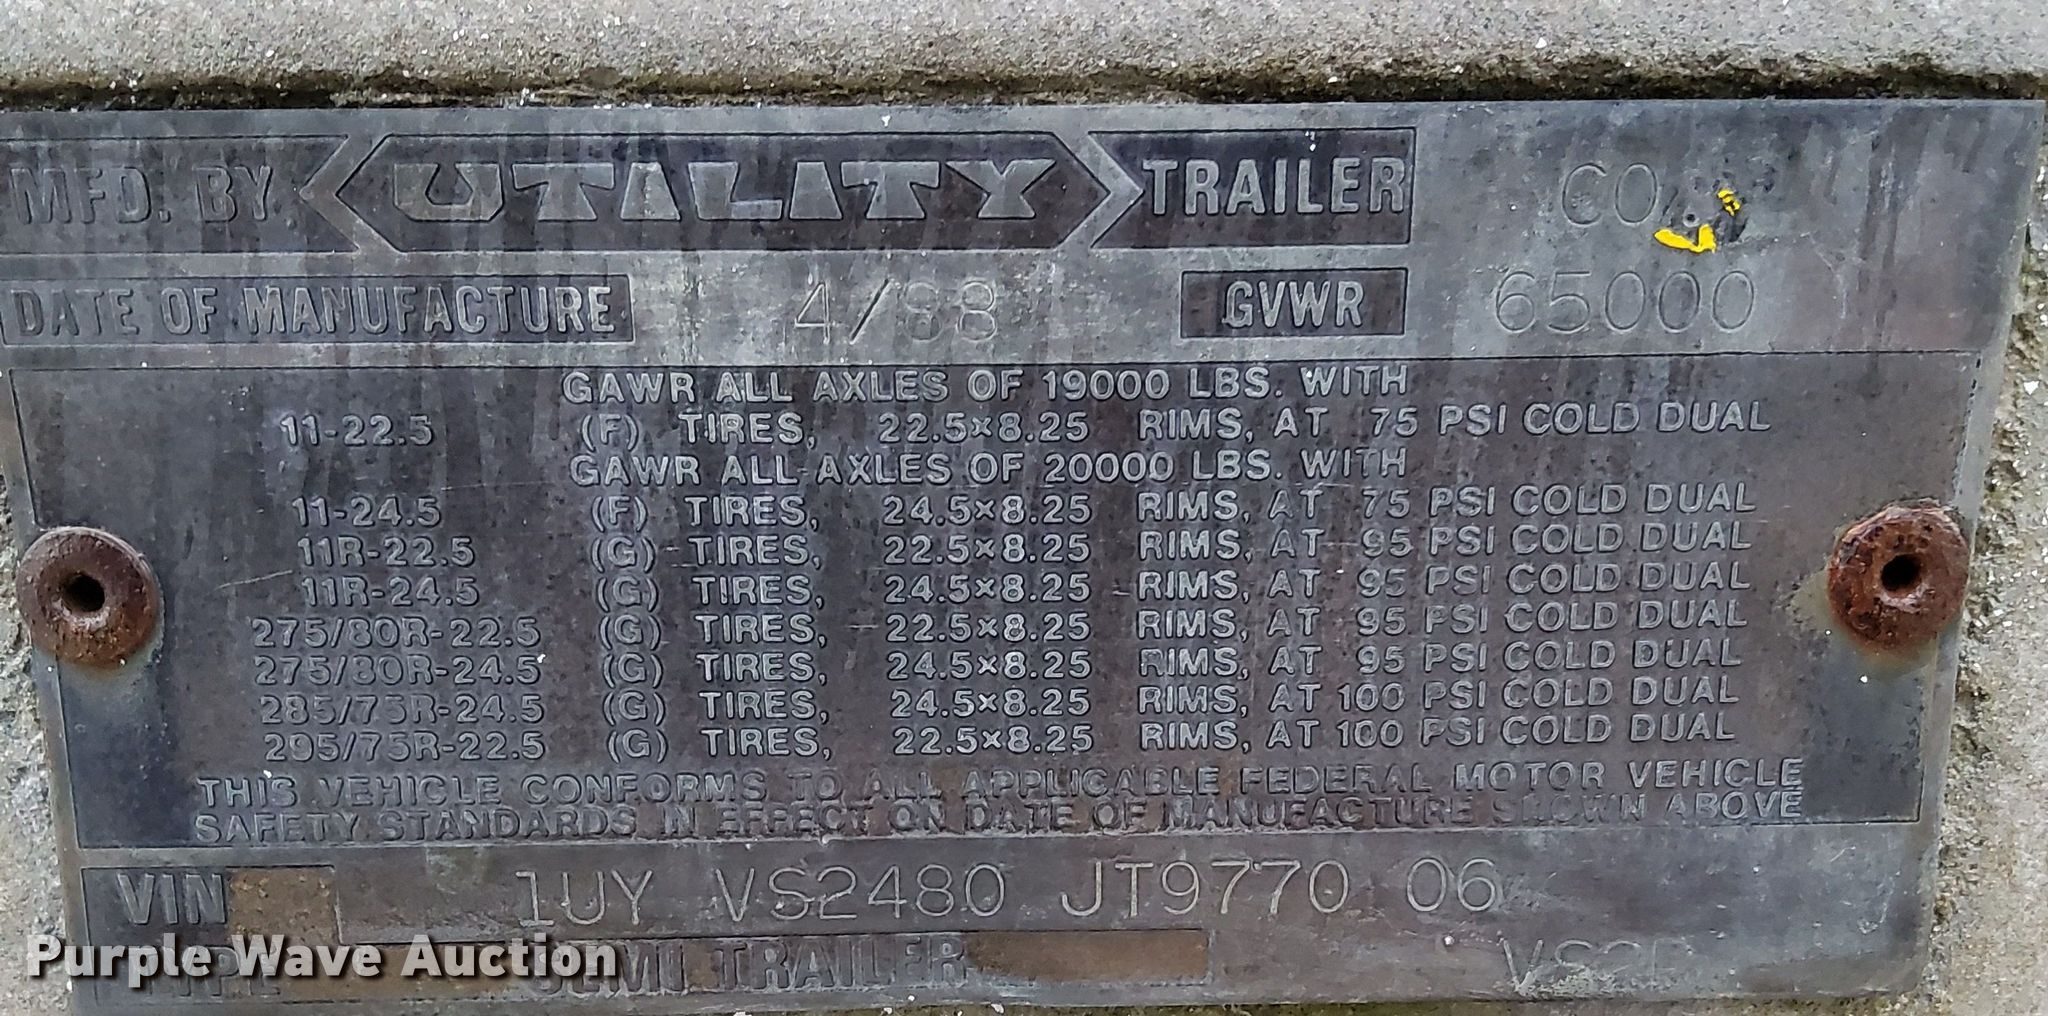 MFD. BY UTILITY TRAILER CO
DATE OF MANUFACTURE 4/88 GVWR 65000
GAWR ALL AXLES OF 19000 LBS. WITH
11-22.5 (F) TIRES, 22.5×8.25 RIMS, AT 75 PSI COLD DUAL
GAWR ALL AXLES OF 20000 LBS. WITH
11-24.5 (F) TIRES, 24.5×8.25 RIMS, AT 75 PSI COLD DUAL
11R-22.5 (G) TIRES, 22.5×8.25 RIMS, AT 95 PSI COLD DUAL
11R-24.5 (G) TIRES, 24.5×8.25 RIMS, AT 95 PSI COLD DUAL
275/80R-22.5 (G) TIRES, 22.5×8.25 RIMS, AT 95 PSI COLD DUAL
275/80R-24.5 (G) TIRES, 24.5×8.25 RIMS, AT 95 PSI COLD DUAL
285/75R-24.5 (G) TIRES, 24.5×8.25 RIMS, AT 100 PSI COLD DUAL
295/75R-22.5 (G) TIRES, 22.5×8.25 RIMS, AT 100 PSI COLD DUAL
THIS VEHICLE CONFORMS TO ALL APPLICABLE FEDERAL MOTOR VEHICLE
SAFETY STANDARDS IN EFFECT ON DATE OF MANUFACTURE SHOWN ABOVE
VIN 1UY VS2480 JT9770 06
TYPE SEMI TRAILER
Purple Wave Auction